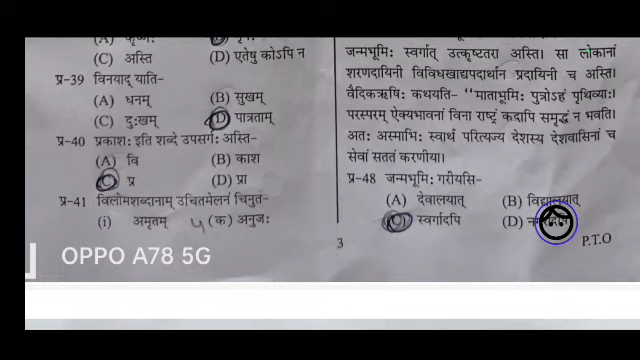 (C) अस्ति (D) एतेषु कोऽपि न
प्र-39 विनयाद् याति-
(A) धनम् (B) सुखम्
(C) दुःखम् (D) पात्रताम्
प्र-40 प्रकाशः इति शब्दे उपसर्गः अस्ति-
(A) वि (B) काश
(C) प्र (D) प्रा
प्र-41 विलोमशब्दानाम् उचितमेलनं चिनुत-
(i) अमृतम् (क) अनुजः
जन्मभूमिः स्वर्गात् उत्कृष्टतरा अस्ति। सा लोकानां
शरणदायिनी विविधखाद्यपदार्थान प्रदायिनी च अस्ति।
वैदिकऋषिः कथयति- “माताभूमिः पुत्रोऽहं पृथिव्याः।
परस्परम् ऐक्यभावनां विना राष्ट्रं कदापि समृद्धं न भवति।
अतः अस्माभिः स्वार्थं परित्यज्य देशस्य देशवासिनां च
सेवां सततं करणीया।
प्र-48 जन्मभूमिः गरीयसि-
(A) देवालयात् (B) विद्यालयात्
(C) स्वर्गादपि (D)
3
P.T.O
OPPO A78 5G